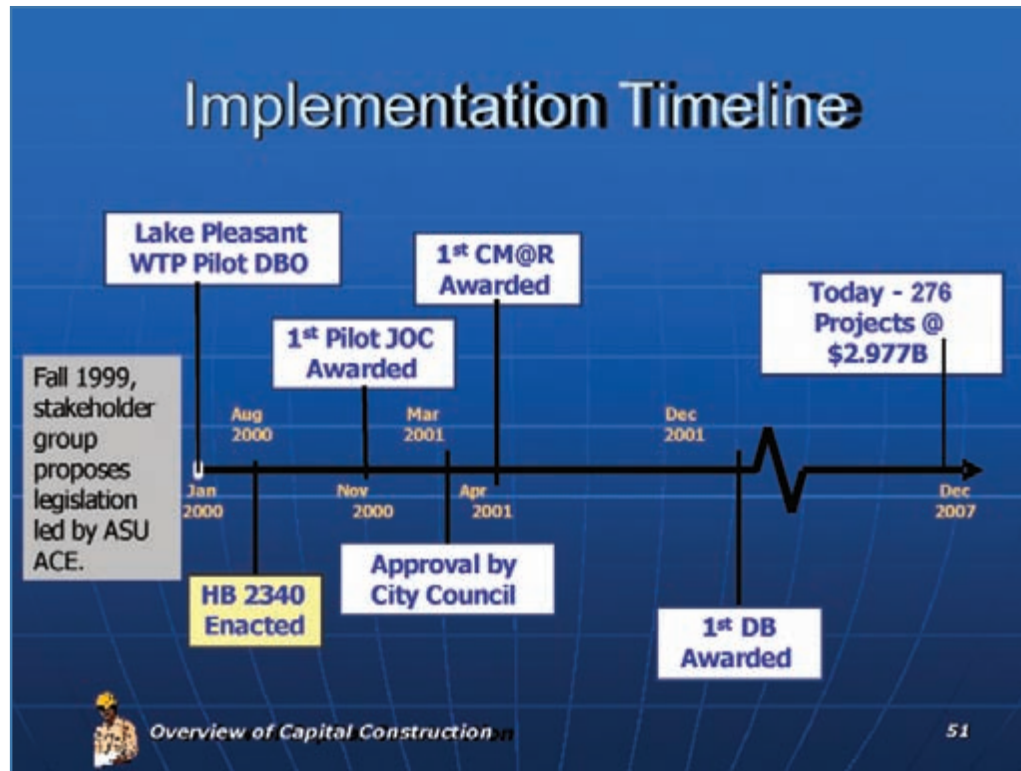 Implementation Timeline
Lake Pleasant
WTP Pilot DBO
1st CM@R
Awarded
1st Pilot JOC
Awarded
Today - 276
Projects @
$2.977B
Fall 1999,
stakeholder
group
proposes
legislation
led by ASU
ACE.
Aug
2000
Mar
2001
Dec
2001
Jan
2000
Nov
2000
Apr
2001
Dec
2007
HB 2340
Enacted
Approval by
City Council
1st DB
Awarded
Overview of Capital Construction
51